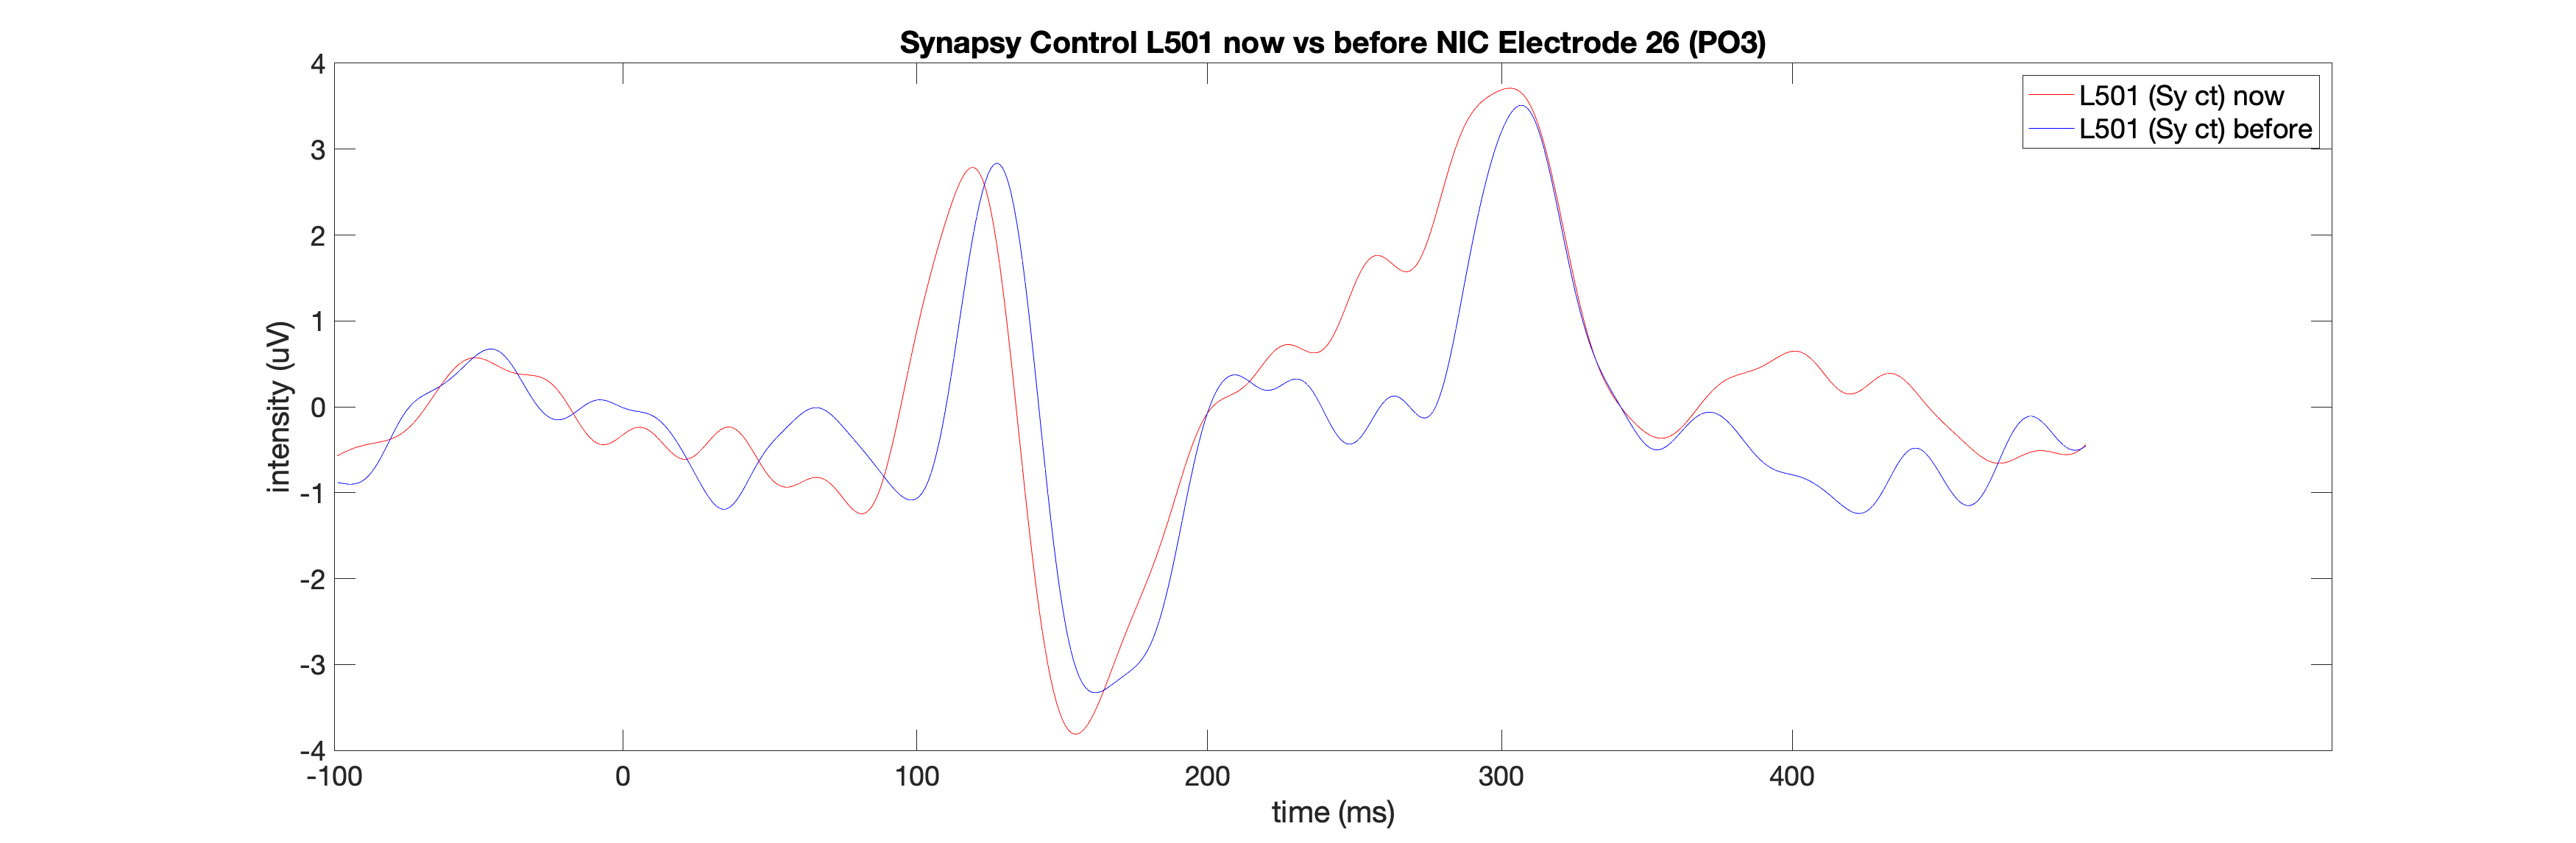 Synapsy Control L501 now vs before NIC Electrode 26 (PO3)
L501 (Sy ct) now
L501 (Sy ct) before
intensity (uV)
4
3
2
1
0
-1
-2
-3
-4
-100 0 100 200 300 400
time (ms)